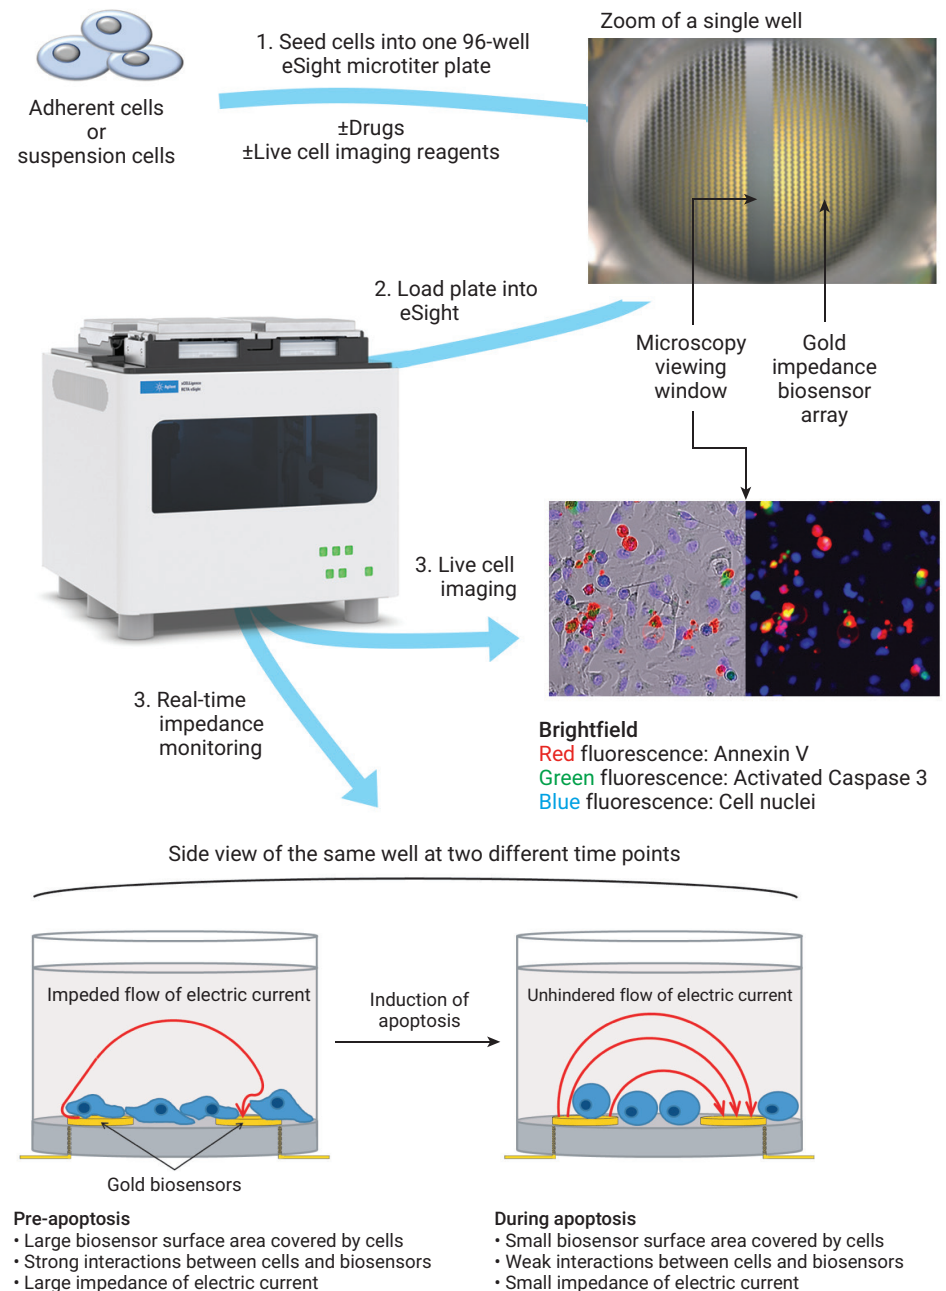 Zoom of a single well
1. Seed cells into one 96-well
eSight microtiter plate
Adherent cells
or
suspension cells
±Drugs
±Live cell imaging reagents
2. Load plate into
eSight
Microscopy
viewing
window
Gold
impedance
biosensor
array
Agilent
xCELLigence
RTCA eSight
3. Live cell
imaging
3. Real-time
impedance
monitoring
Brightfield
Red fluorescence: Annexin V
Green fluorescence: Activated Caspase 3
Blue fluorescence: Cell nuclei
Side view of the same well at two different time points
Impeded flow of electric current
Induction of
apoptosis
Unhindered flow of electric current
Gold biosensors
Pre-apoptosis
• Large biosensor surface area covered by cells
• Strong interactions between cells and biosensors
• Large impedance of electric current
During apoptosis
• Small biosensor surface area covered by cells
• Weak interactions between cells and biosensors
• Small impedance of electric current